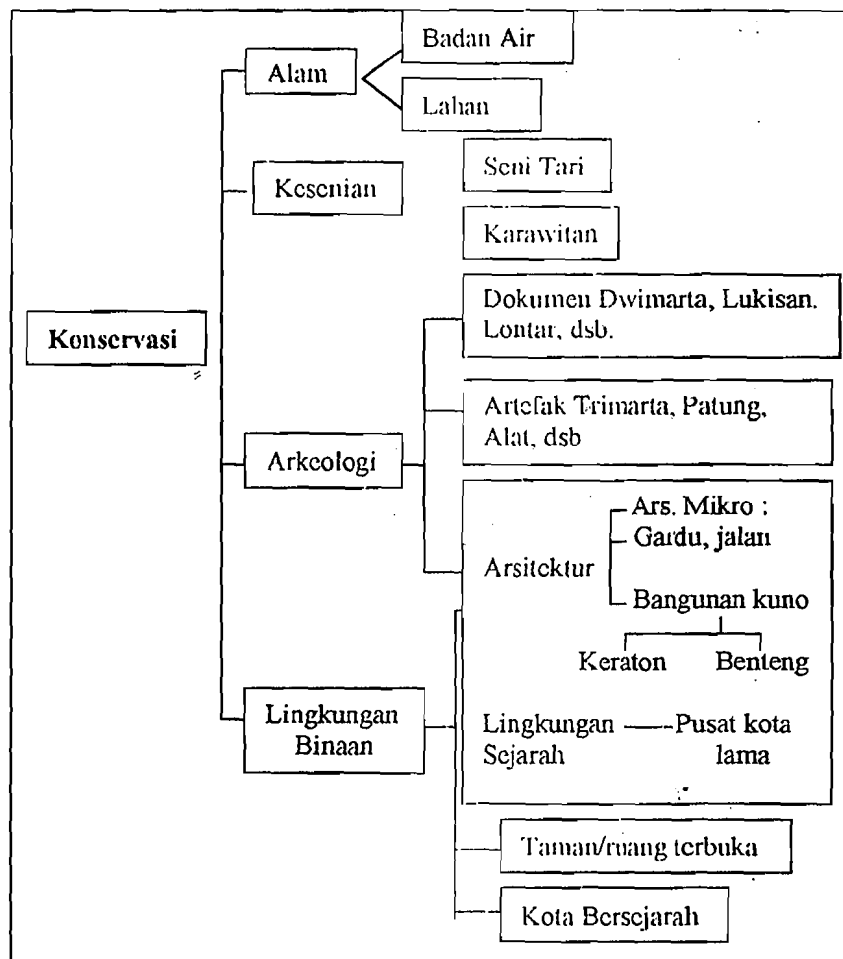 Badan Air
Alam
Lahan
Seni Tari
Kesenian
Karawitan
Dokumen Dwimarta, Lukisan.
Lontar, dsb.
Konservasi
Artefak Trimarta, Patung,
Alat, dsb
Arkeologi
Ars. Mikro :
Gardu, jalan
Arsitektur
Bangunan kuno
Keraton Benteng
Lingkungan
Binaan
Lingkungan Pusat kota
Sejarah lama
Taman/ruang terbuka
Kota Bersejarah